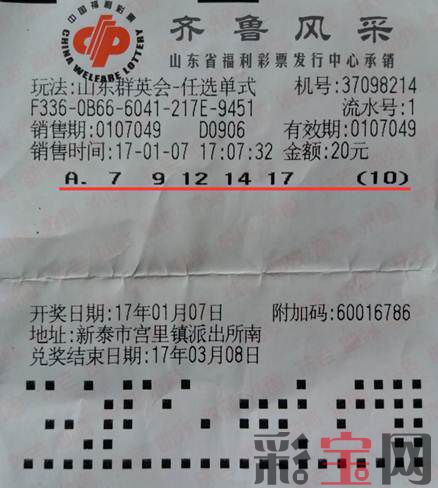 中国福利彩票
CHINA WELFARE LOTTERY
齐鲁风采
山东省福利彩票发行中心承销
玩法:山东群英会-任选单式 机号:37098214
F336-0B66-6041-217E-9451 流水号:1
销售期:0107049 D0906 有效期:0107049
销售时间:17-01-07 17:07:32 金额:20元
A. 7 9 12 14 17 (10)
开奖日期:17年01月07日 附加码:60016786
地址:新泰市宫里镇派出所南
兑奖结束日期:17年03月08日
彩宝网